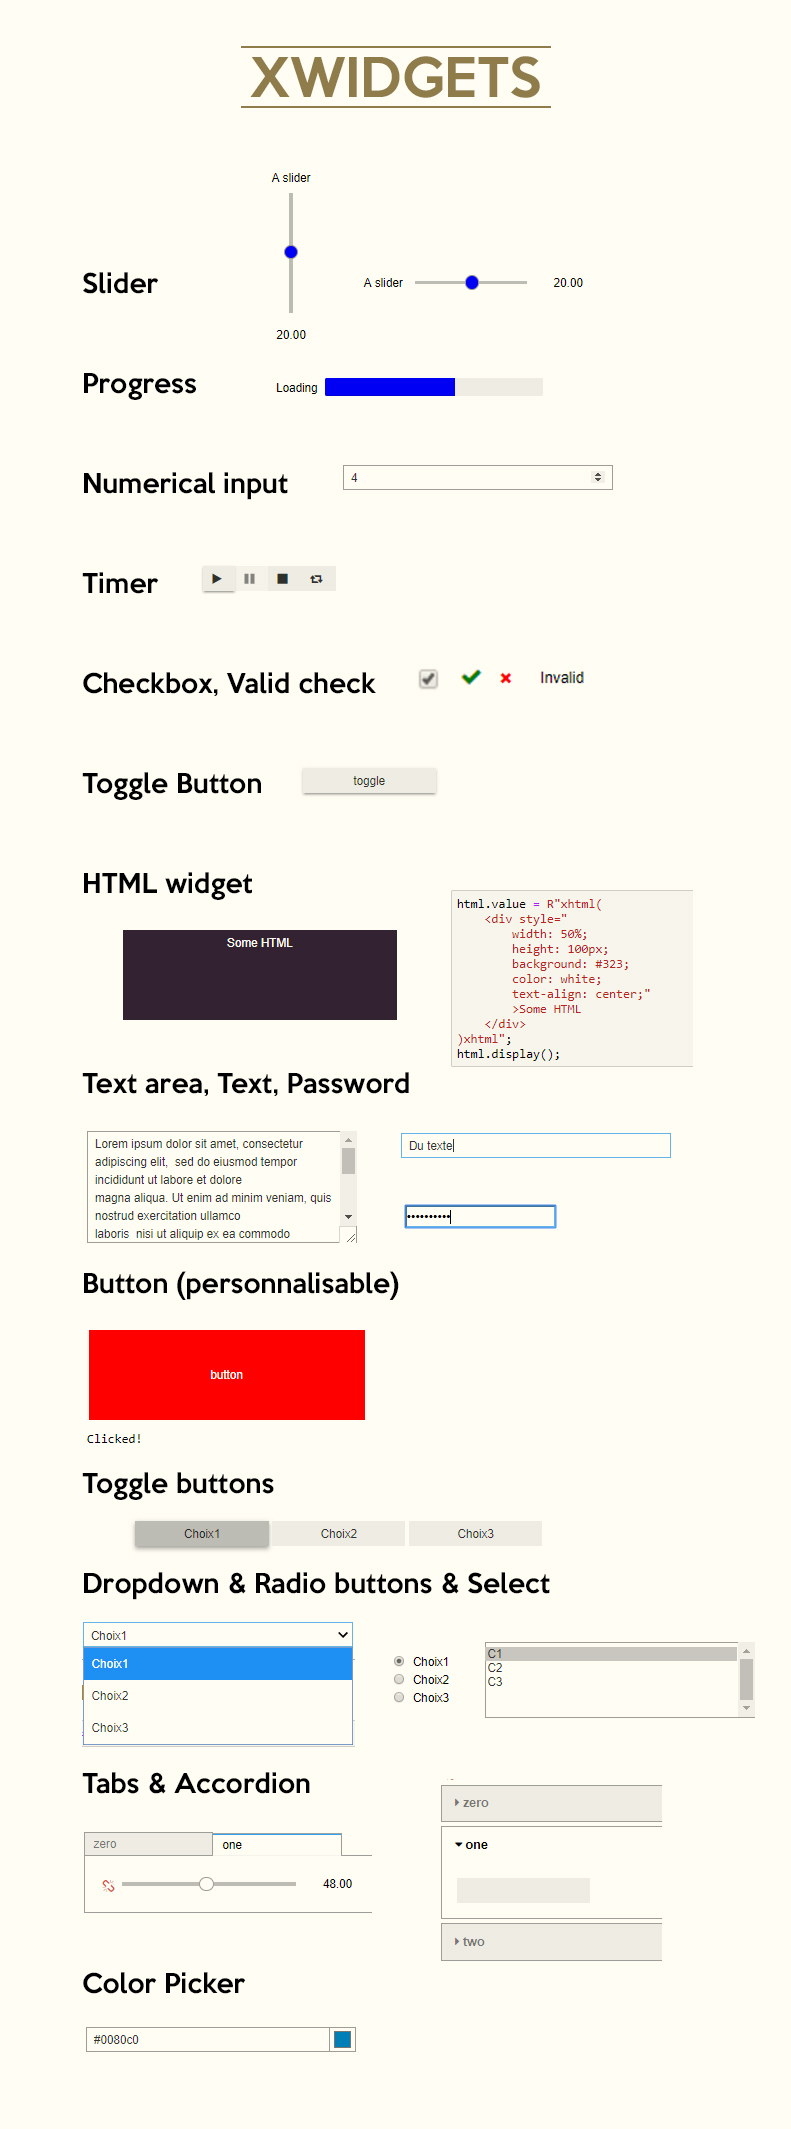 XWIDGETS
A slider
Slider
A slider
20.00
20.00
Progress
Loading
Numerical input
4
Timer
Checkbox, Valid check
Invalid
Toggle Button
toggle
HTML widget
Some HTML
html.value = R"xhtml(
<div style="
width: 50%;
height: 100px;
background: #323;
color: white;
text-align: center;"
>Some HTML
</div>
)xhtml";
html.display();
Text area, Text, Password
Lorem ipsum dolor sit amet, consectetur
adipiscing elit,  sed do eiusmod tempor
incididunt ut labore et dolore
magna aliqua. Ut enim ad minim veniam, quis
nostrud exercitation ullamco
laboris  nisi ut aliquip ex ea commodo
Du texte
••••••••••
Button (personnalisable)
button
Clicked!
Toggle buttons
Choix1
Choix2
Choix3
Dropdown & Radio buttons & Select
Choix1
Choix1
Choix2
Choix3
Choix1
Choix2
Choix3
C1
C2
C3
Tabs & Accordion
zero
one
48.00
zero
one
two
Color Picker
#0080c0